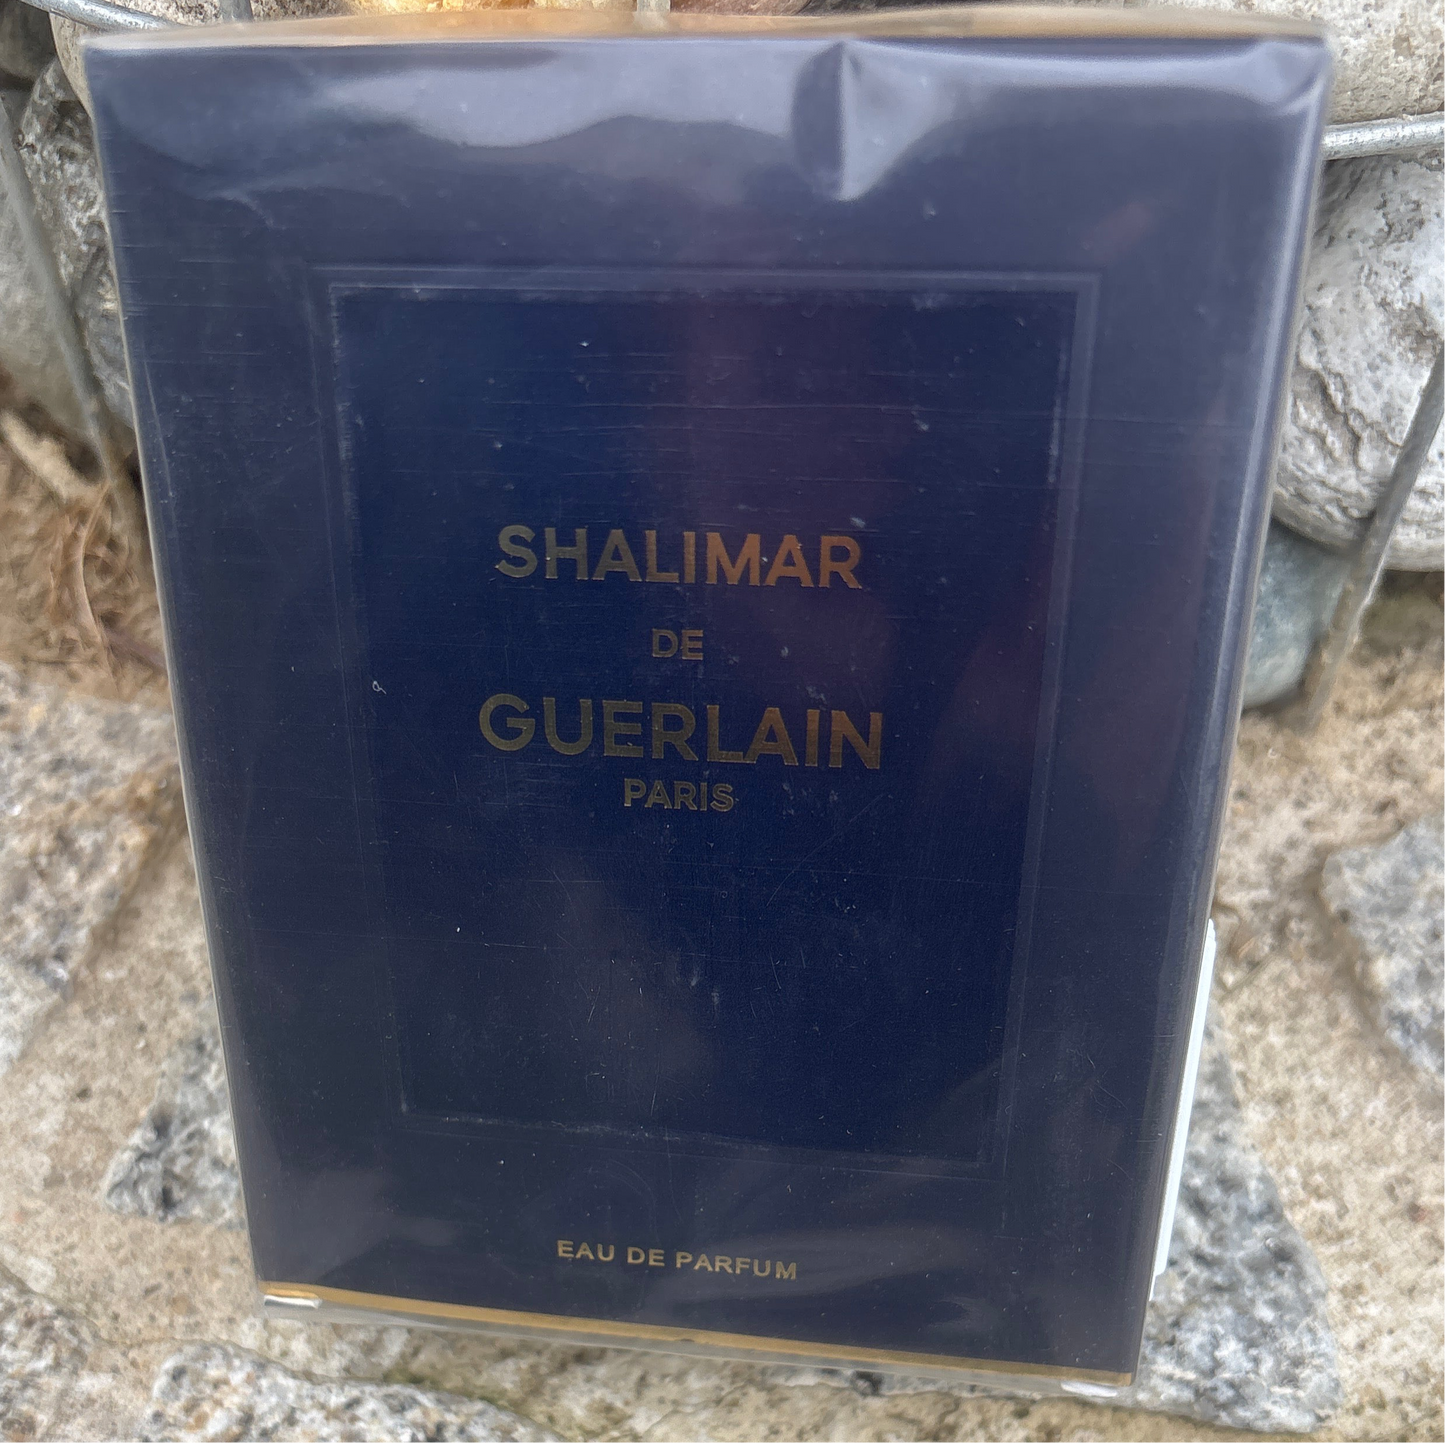 SHALIMAR
DE
GUERLAIN
PARIS
EAU DE PARFUM